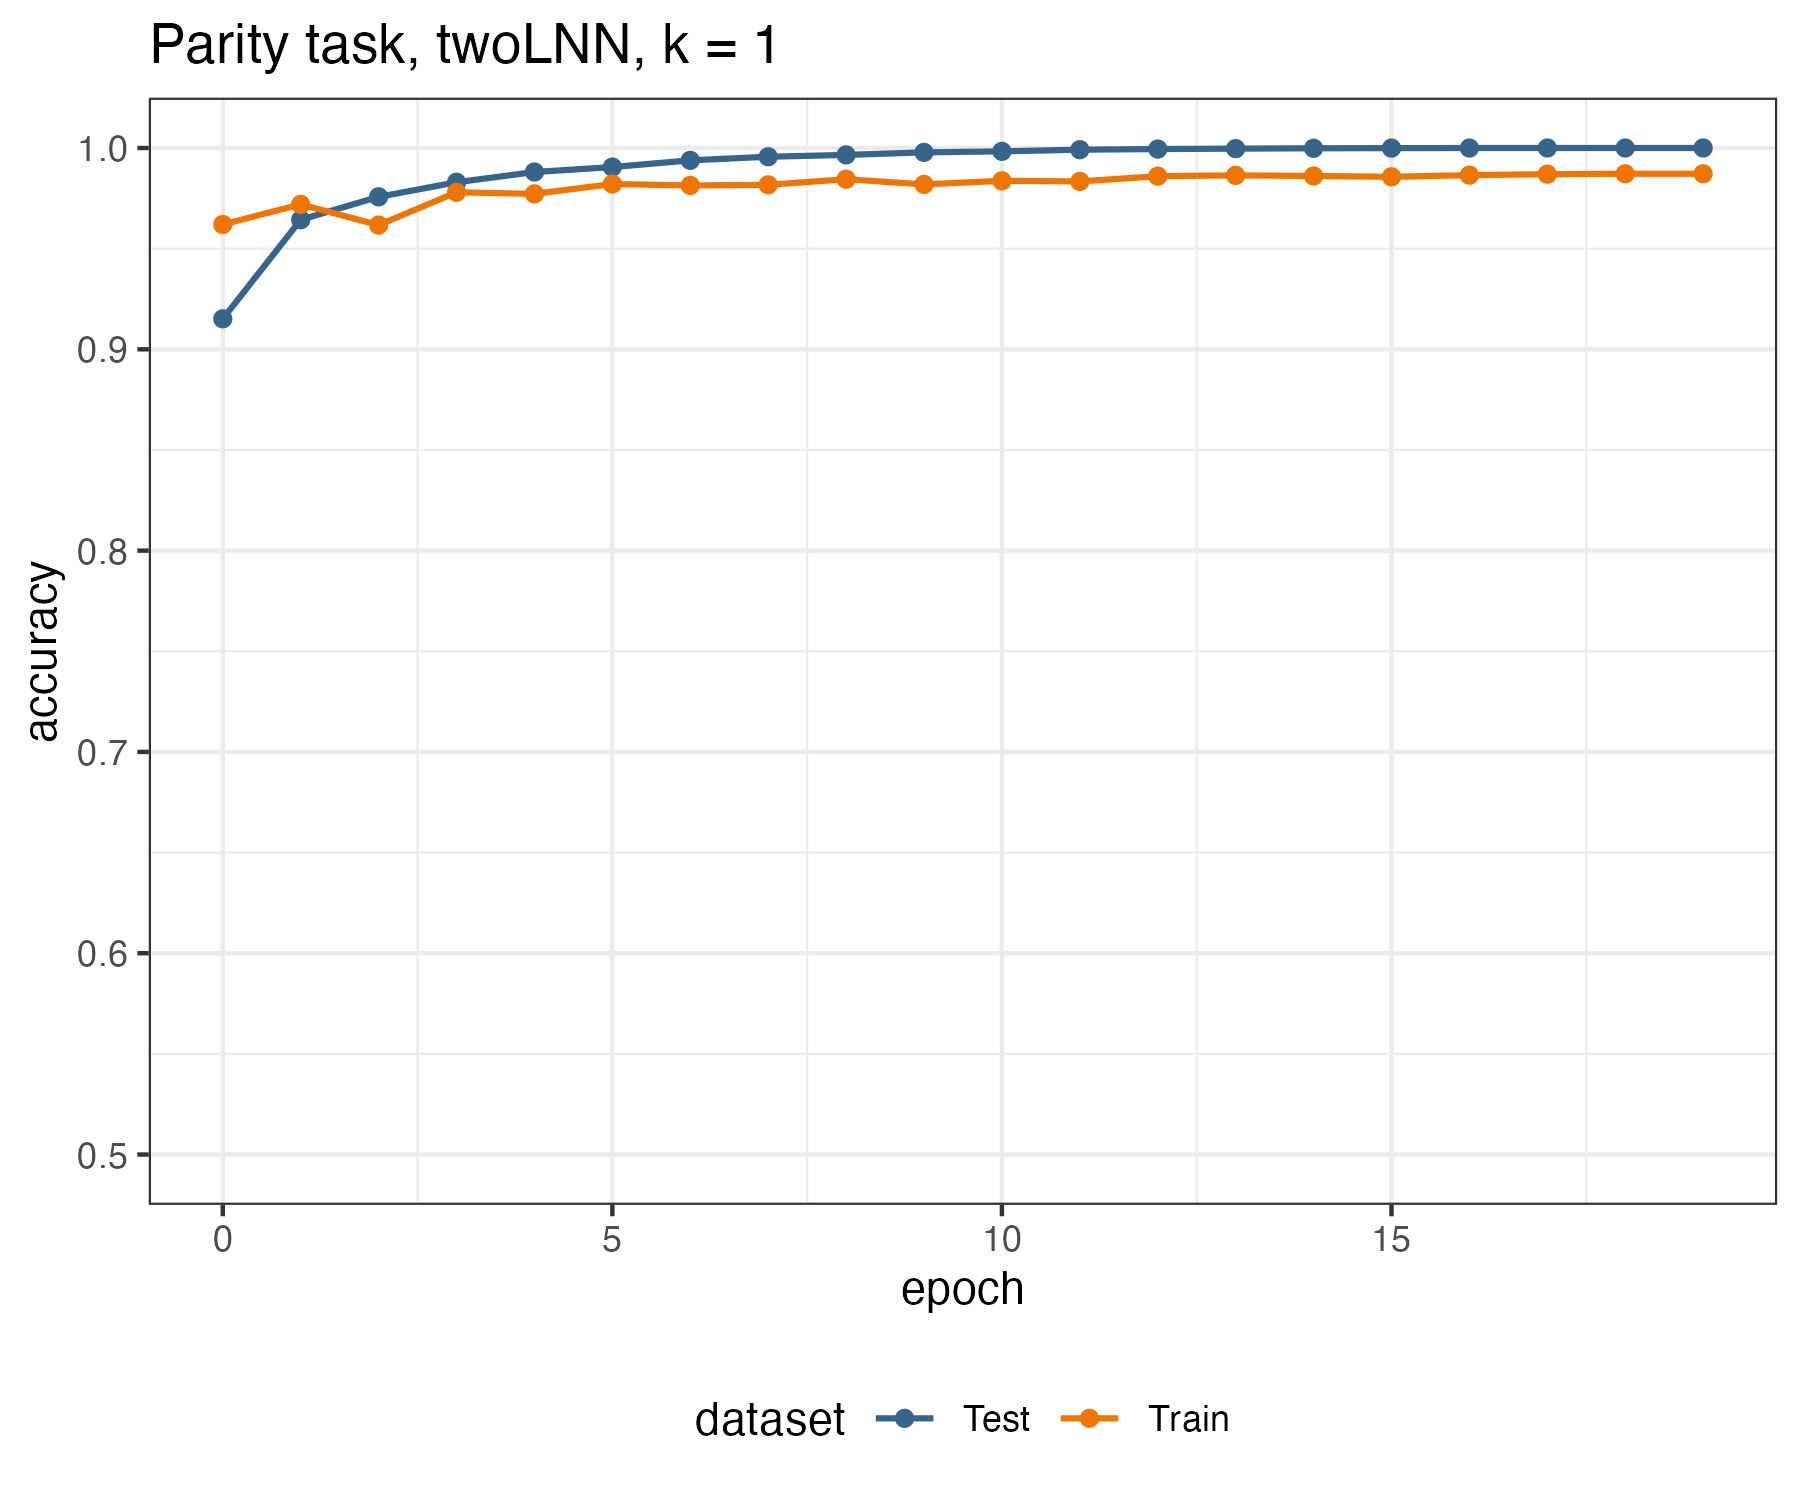 Parity task, twoLNN, k = 1
1.0
0.9
0.8
0.7
0.6
0.5
accuracy
0 5 10 15
epoch
dataset Test Train